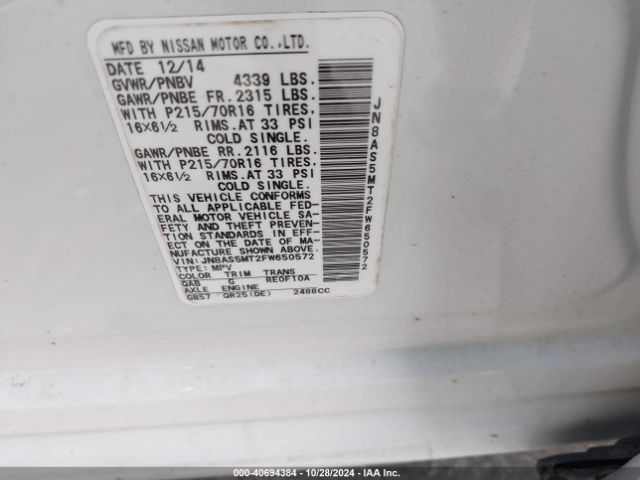 MFD BY NISSAN MOTOR CO.,LTD.
DATE 12/14
GVWR/PNBV 4339 LBS.
GAWR/PNBE FR. 2315 LBS.
WITH P215/70R16 TIRES.
16X6½ RIMS. AT 33 PSI
COLD SINGLE.
GAWR/PNBE RR. 2116 LBS.
WITH P215/70R16 TIRES.
16X6½ RIMS. AT 33 PSI
COLD SINGLE.
THIS VEHICLE CONFORMS
TO ALL APPLICABLE FED-
ERAL MOTOR VEHICLE SA-
FETY AND THEFT PREVEN-
TION STANDARDS IN EFF-
ECT ON THE DATE OF MA-
NUFACTURE SHOWN ABOVE.
VIN: JN8AS5MT2FW650572
TYPE: MPV
COLOR TRIM TRANS
QAB G RE0F10A
AXLE ENGINE
GB57 QR25(DE) 2488CC
JN8AS5MT2FW650572
000-40694384 | 10/28/2024 | IAA, Inc.